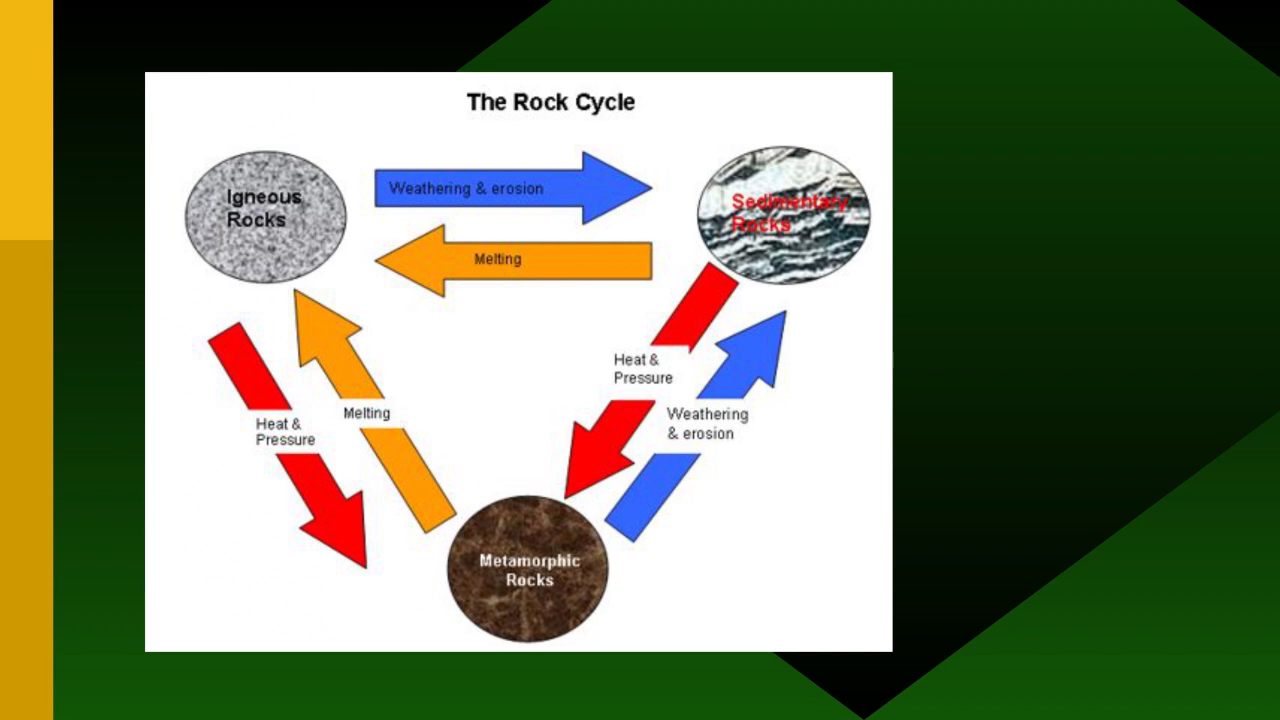 The Rock Cycle
Igneous
Rocks
Weathering & erosion
Sedimentary
Rocks
Melting
Heat &
Pressure
Melting
Heat &
Pressure
Weathering
& erosion
Metamorphic
Rocks